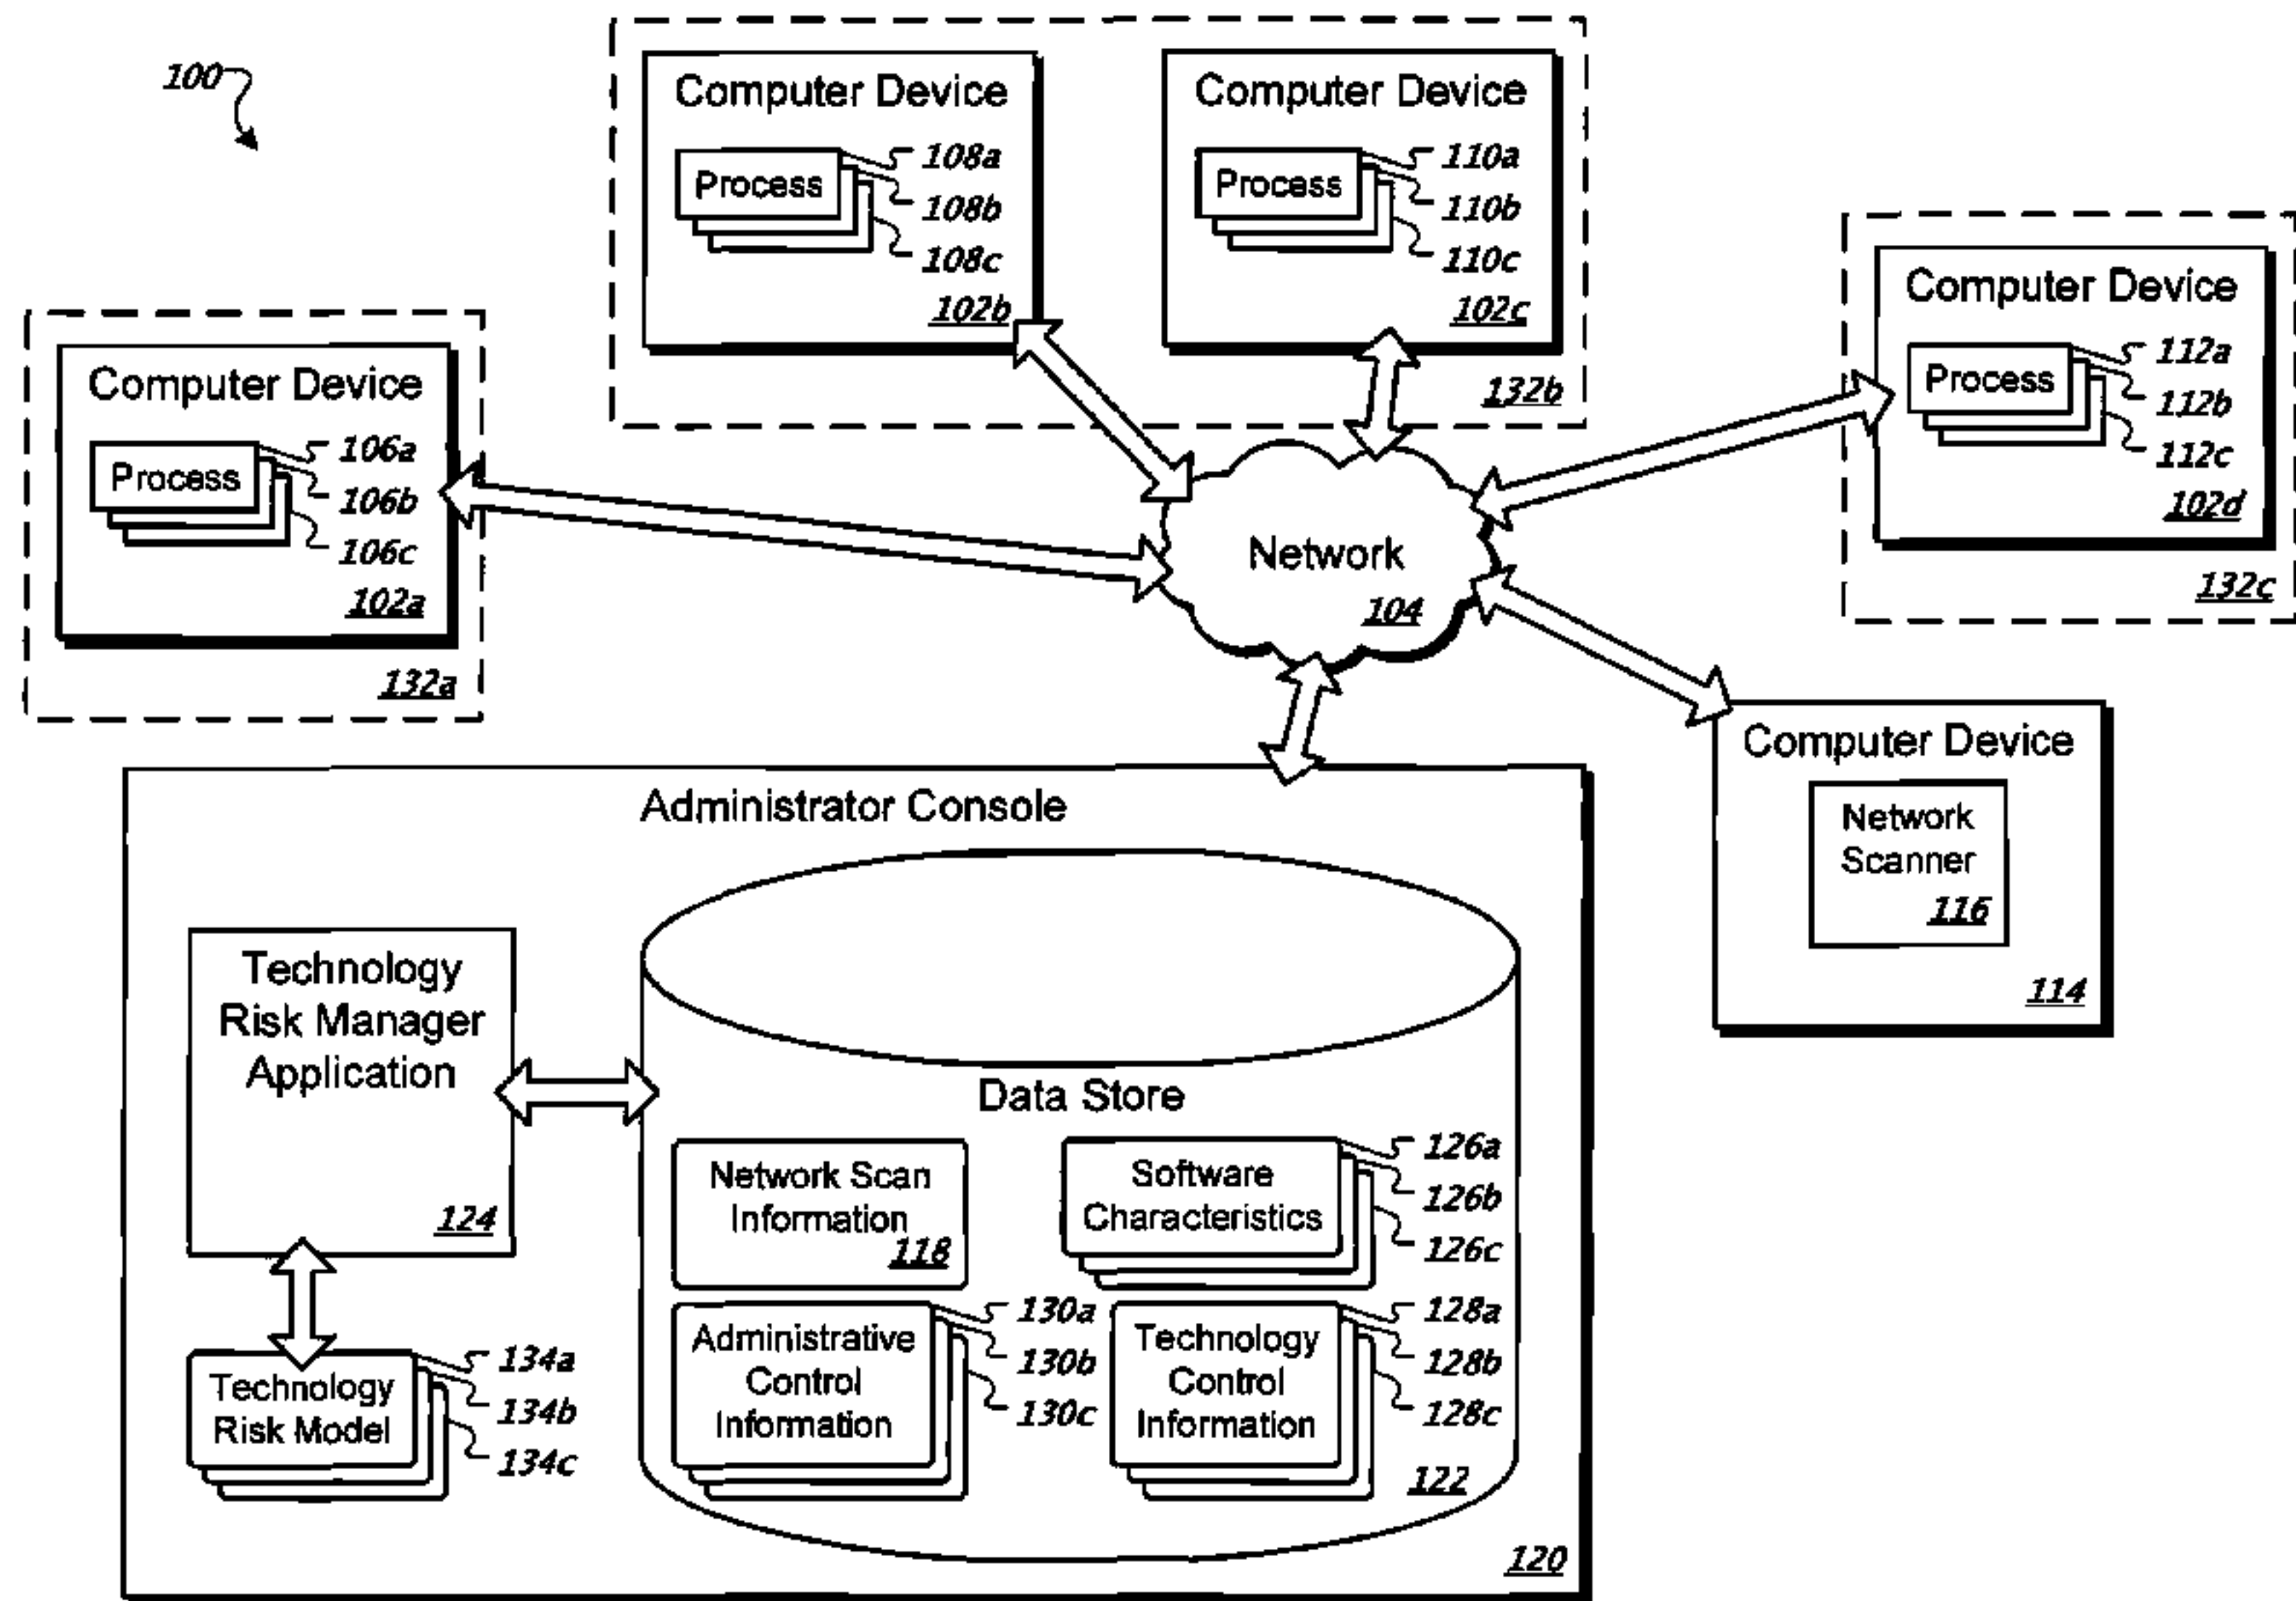 100
Computer Device
Process
108a
108b
108c
102b
Computer Device
Process
110a
110b
110c
102c
132b
Computer Device
Process
112a
112b
112c
102d
132c
Computer Device
Process
106a
106b
106c
102a
132a
Network
104
Computer Device
Network
Scanner
116
114
Administrator Console
Technology
Risk Manager
Application
124
Data Store
Network Scan
Information
118
Software
Characteristics
126a
126b
126c
Administrative
Control
Information
130a
130b
130c
Technology
Control
Information
128a
128b
128c
122
Technology
Risk Model
134a
134b
134c
120